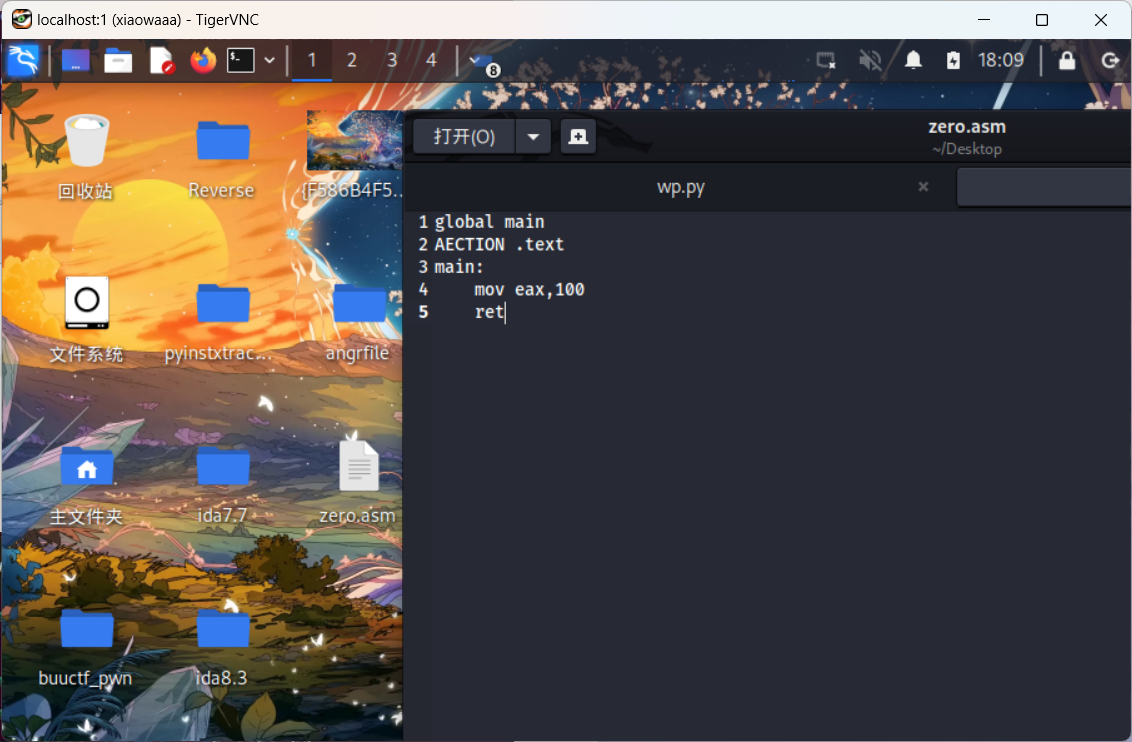 localhost:1 (xiaowaaa) - TigerVNC
1 2 3 4 8 18:09
打开(O)
zero.asm
~/Desktop
wp.py
1 global main
2 AECTION .text
3 main:
4 mov eax,100
5 ret
回收站 Reverse {F586B4F5...
文件系统 pyinstxtrac... angrfile
主文件夹 ida7.7 zero.asm
buuctf_pwn ida8.3